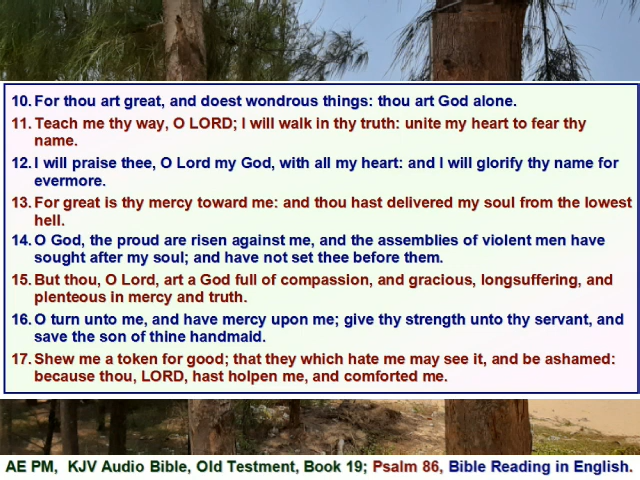 10. For thou art great, and doest wondrous things: thou art God alone.
11. Teach me thy way, O LORD; I will walk in thy truth: unite my heart to fear thy
name.
12. I will praise thee, O Lord my God, with all my heart: and I will glorify thy name for
evermore.
13. For great is thy mercy toward me: and thou hast delivered my soul from the lowest
hell.
14. O God, the proud are risen against me, and the assemblies of violent men have
sought after my soul; and have not set thee before them.
15. But thou, O Lord, art a God full of compassion, and gracious, longsuffering, and
plenteous in mercy and truth.
16. O turn unto me, and have mercy upon me; give thy strength unto thy servant, and
save the son of thine handmaid.
17. Shew me a token for good; that they which hate me may see it, and be ashamed:
because thou, LORD, hast holpen me, and comforted me.
AE PM, KJV Audio Bible, Old Testment, Book 19; Psalm 86, Bible Reading in English.